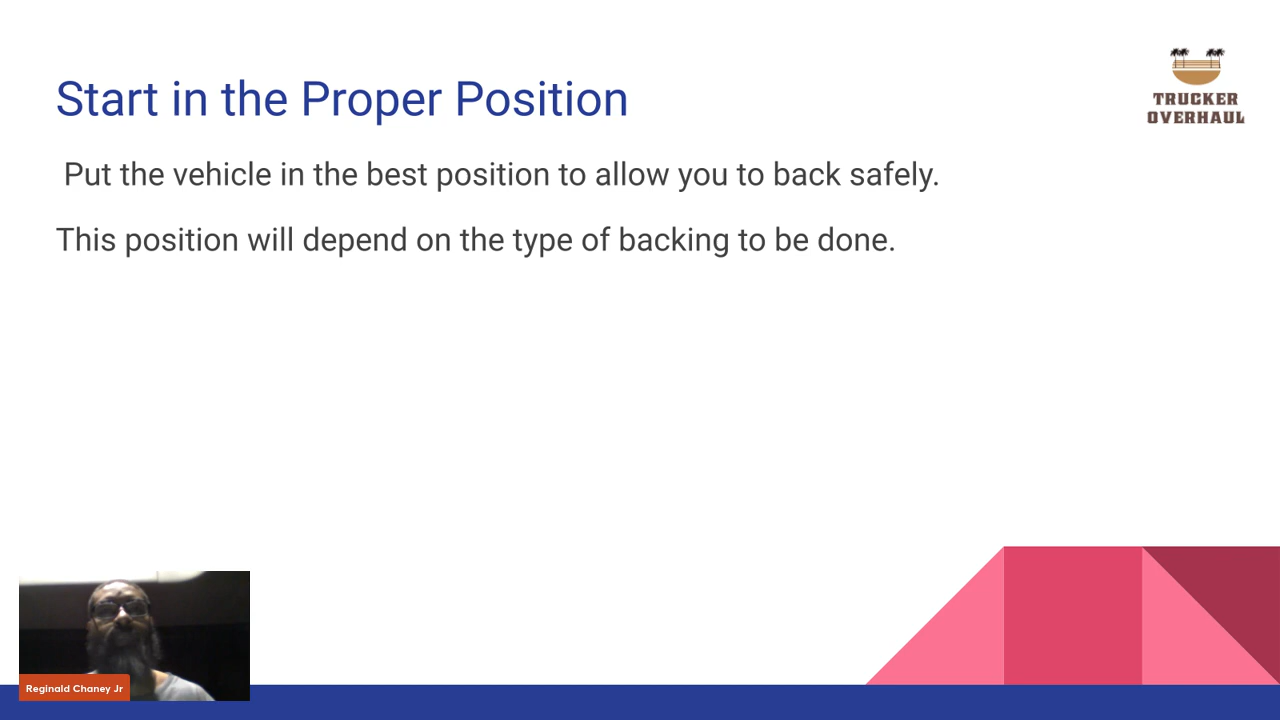 Start in the Proper Position
TRUCKER
OVERHAUL
Put the vehicle in the best position to allow you to back safely.
This position will depend on the type of backing to be done.
Reginald Chaney Jr